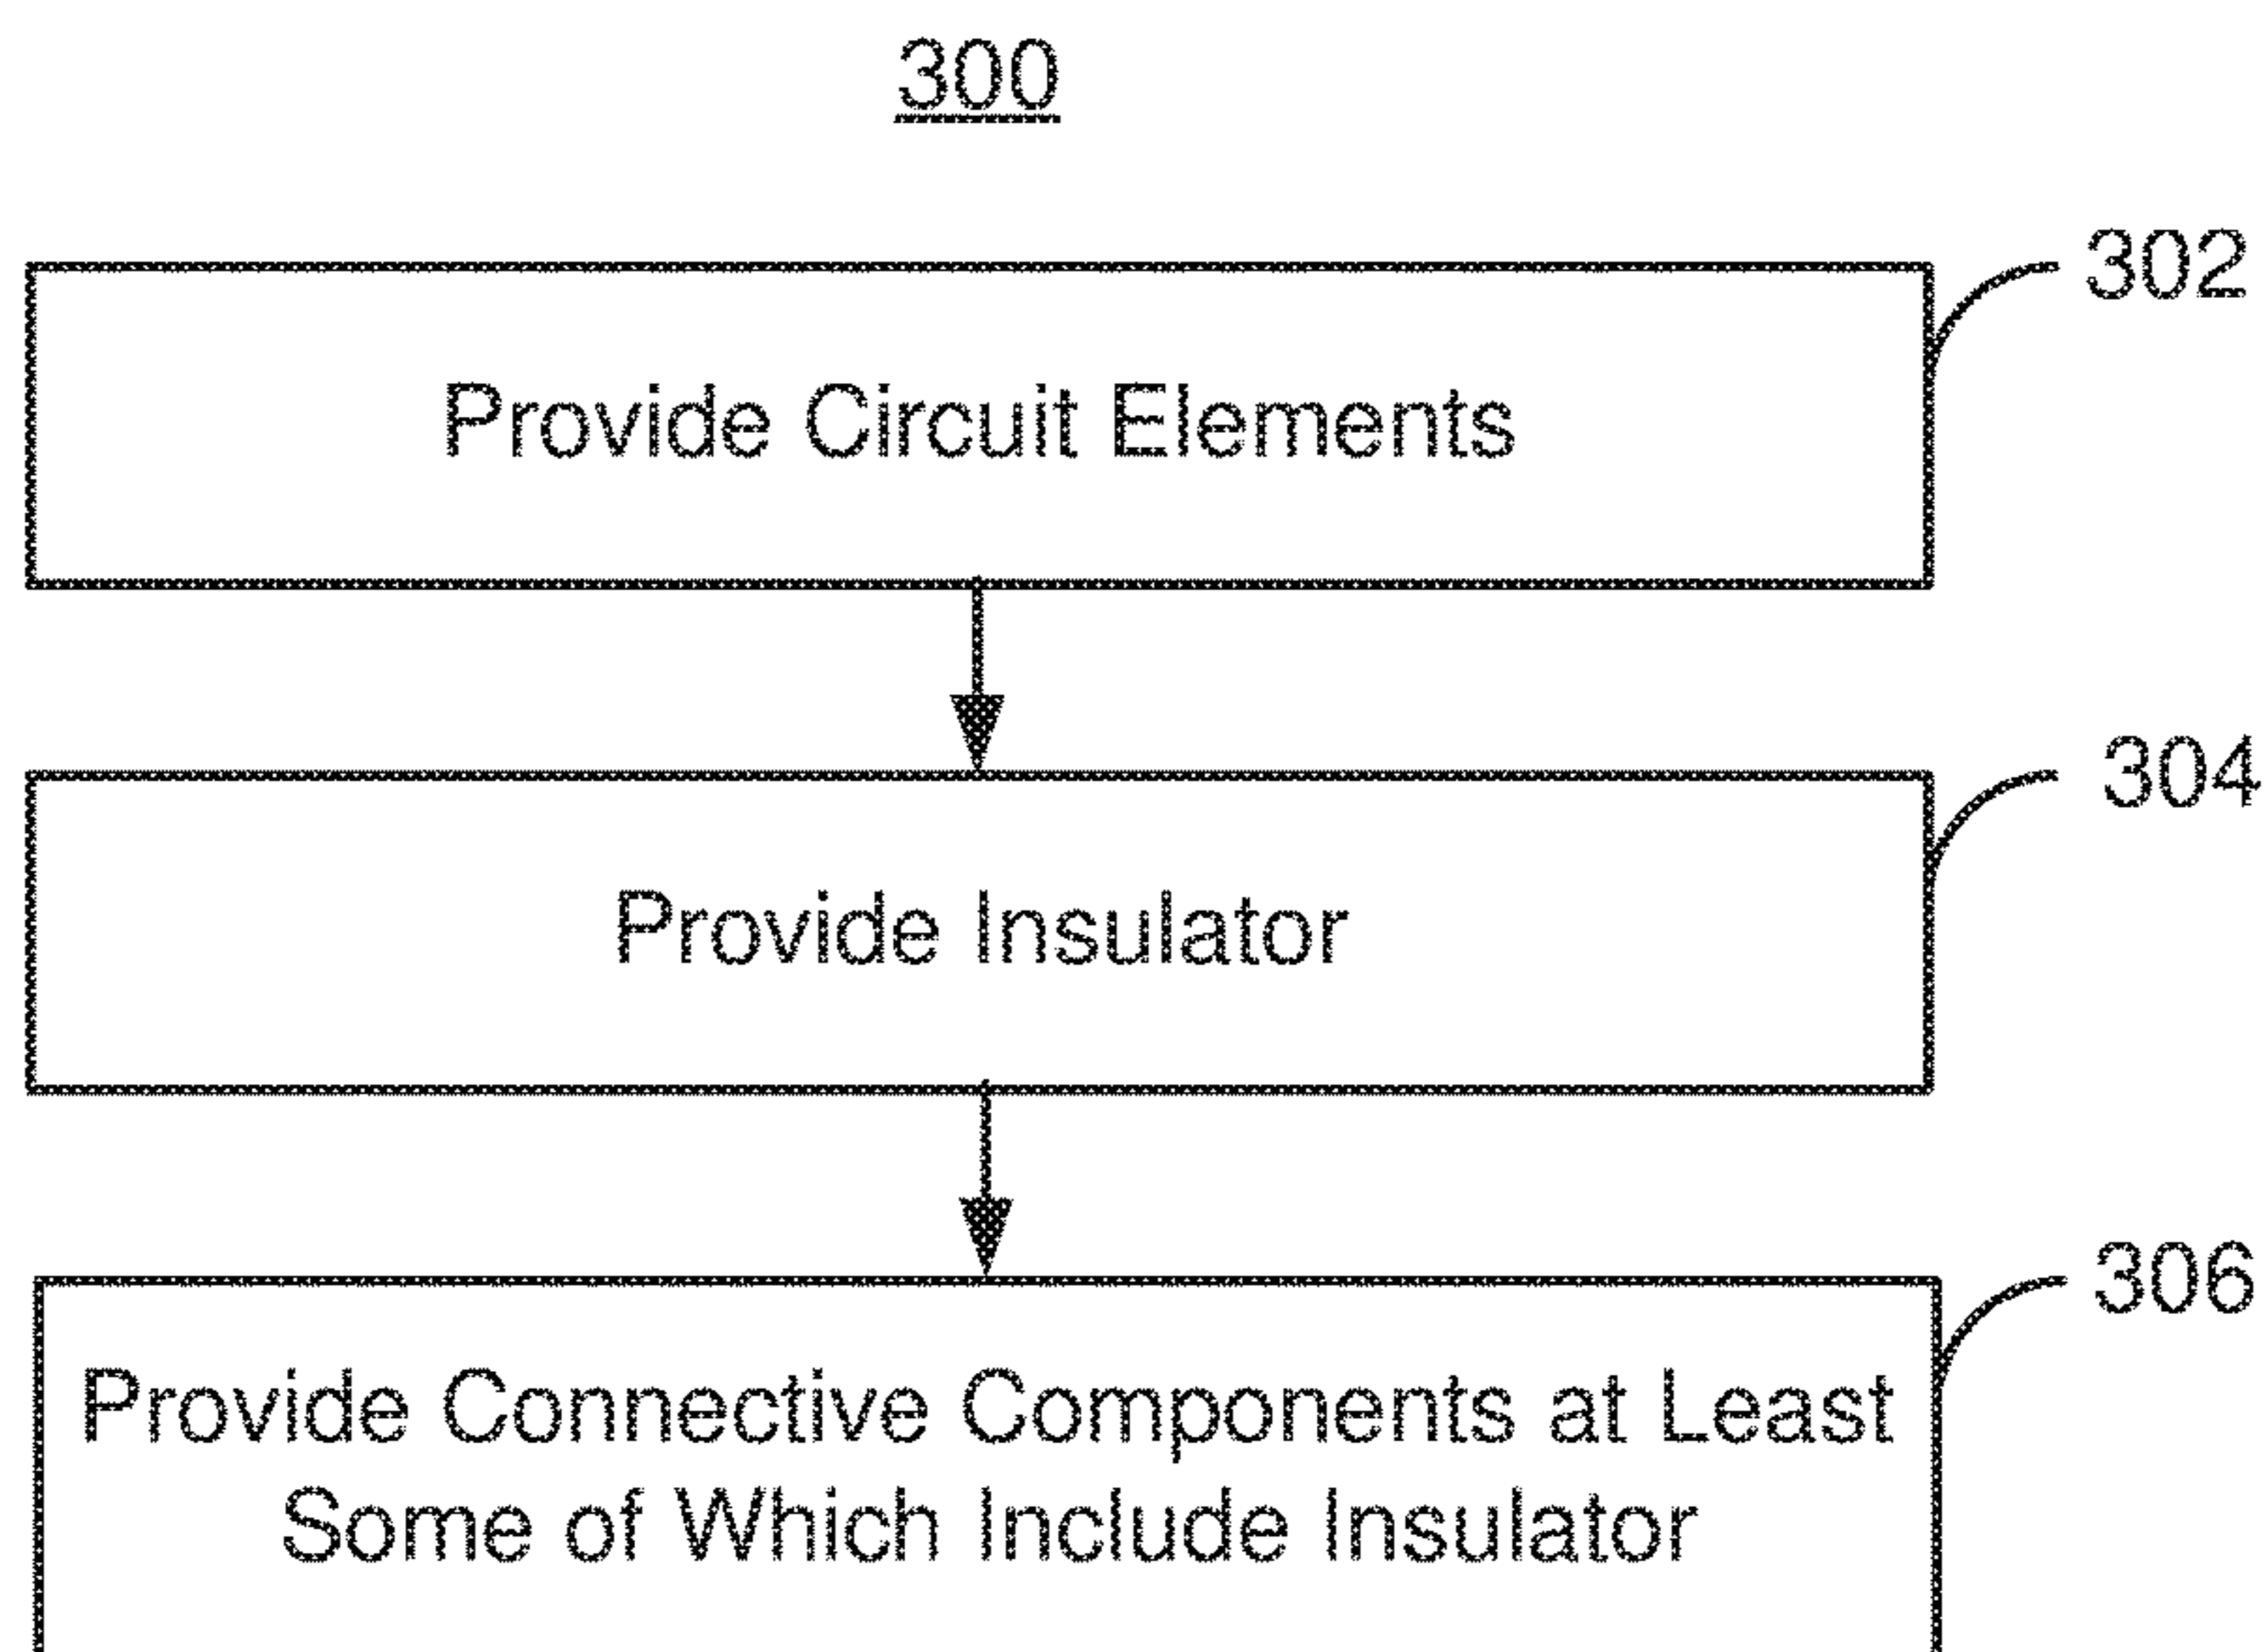 300
302
Provide Circuit Elements
304
Provide Insulator
306
Provide Connective Components at Least
Some of Which Include Insulator